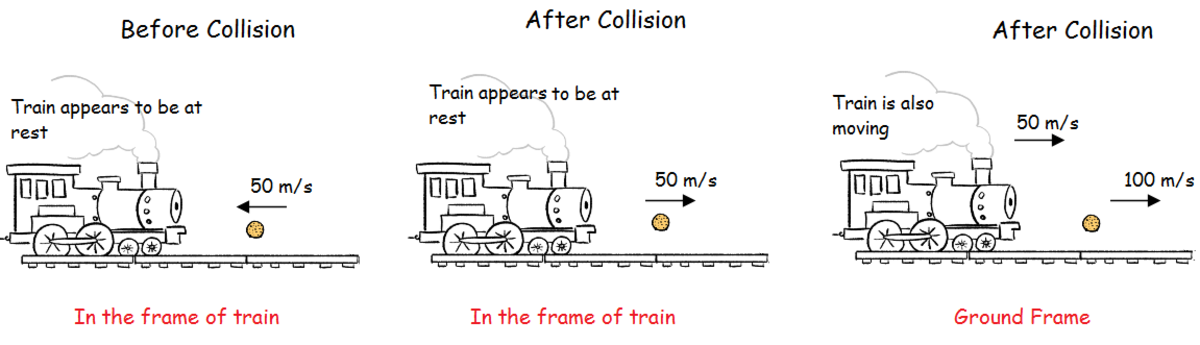 Before Collision
Train appears to be at
rest
50 m/s
In the frame of train
After Collision
Train appears to be at
rest
50 m/s
In the frame of train
After Collision
Train is also
moving
50 m/s
100 m/s
Ground Frame